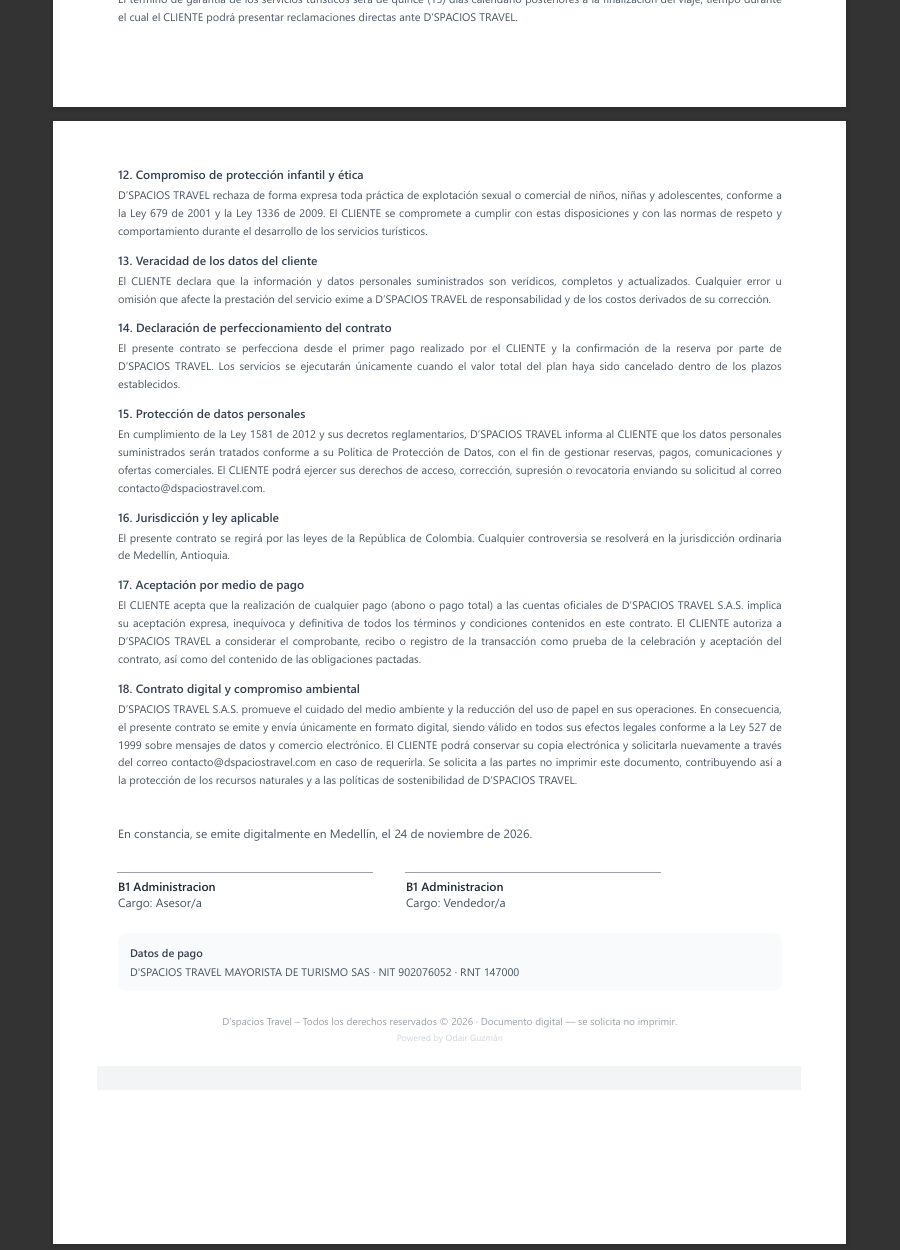 El término de garantía de los servicios turísticos será de quince (15) días calendario posteriores a la finalización del viaje, tiempo durante
el cual el CLIENTE podrá presentar reclamaciones directas ante D'SPACIOS TRAVEL.
12. Compromiso de protección infantil y ética
D'SPACIOS TRAVEL rechaza de forma expresa toda práctica de explotación sexual o comercial de niños, niñas y adolescentes, conforme a
la Ley 679 de 2001 y la Ley 1336 de 2009. El CLIENTE se compromete a cumplir con estas disposiciones y con las normas de respeto y
comportamiento durante el desarrollo de los servicios turísticos.
13. Veracidad de los datos del cliente
El CLIENTE declara que la información y datos personales suministrados son verídicos, completos y actualizados. Cualquier error u
omisión que afecte la prestación del servicio exime a D'SPACIOS TRAVEL de responsabilidad y de los costos derivados de su corrección.
14. Declaración de perfeccionamiento del contrato
El presente contrato se perfecciona desde el primer pago realizado por el CLIENTE y la confirmación de la reserva por parte de
D'SPACIOS TRAVEL. Los servicios se ejecutarán únicamente cuando el valor total del plan haya sido cancelado dentro de los plazos
establecidos.
15. Protección de datos personales
En cumplimiento de la Ley 1581 de 2012 y sus decretos reglamentarios, D'SPACIOS TRAVEL informa al CLIENTE que los datos personales
suministrados serán tratados conforme a su Política de Protección de Datos, con el fin de gestionar reservas, pagos, comunicaciones y
ofertas comerciales. El CLIENTE podrá ejercer sus derechos de acceso, corrección, supresión o revocatoria enviando su solicitud al correo
contacto@dspaciostravel.com.
16. Jurisdicción y ley aplicable
El presente contrato se regirá por las leyes de la República de Colombia. Cualquier controversia se resolverá en la jurisdicción ordinaria
de Medellín, Antioquia.
17. Aceptación por medio de pago
El CLIENTE acepta que la realización de cualquier pago (abono o pago total) a las cuentas oficiales de D'SPACIOS TRAVEL S.A.S. implica
su aceptación expresa, inequívoca y definitiva de todos los términos y condiciones contenidos en este contrato. El CLIENTE autoriza a
D'SPACIOS TRAVEL a considerar el comprobante, recibo o registro de la transacción como prueba de la celebración y aceptación del
contrato, así como del contenido de las obligaciones pactadas.
18. Contrato digital y compromiso ambiental
D'SPACIOS TRAVEL S.A.S. promueve el cuidado del medio ambiente y la reducción del uso de papel en sus operaciones. En consecuencia,
el presente contrato se emite y envía únicamente en formato digital, siendo válido en todos sus efectos legales conforme a la Ley 527 de
1999 sobre mensajes de datos y comercio electrónico. El CLIENTE podrá conservar su copia electrónica y solicitarla nuevamente a través
del correo contacto@dspaciostravel.com en caso de requerirla. Se solicita a las partes no imprimir este documento, contribuyendo así a
la protección de los recursos naturales y a las políticas de sostenibilidad de D'SPACIOS TRAVEL.
En constancia, se emite digitalmente en Medellín, el 24 de noviembre de 2026.
B1 Administracion B1 Administracion
Cargo: Asesor/a Cargo: Vendedor/a
Datos de pago
D'SPACIOS TRAVEL MAYORISTA DE TURISMO SAS · NIT 902076052 · RNT 147000
D'spacios Travel – Todos los derechos reservados © 2026 · Documento digital — se solicita no imprimir.
Powered by Odair Guzmán